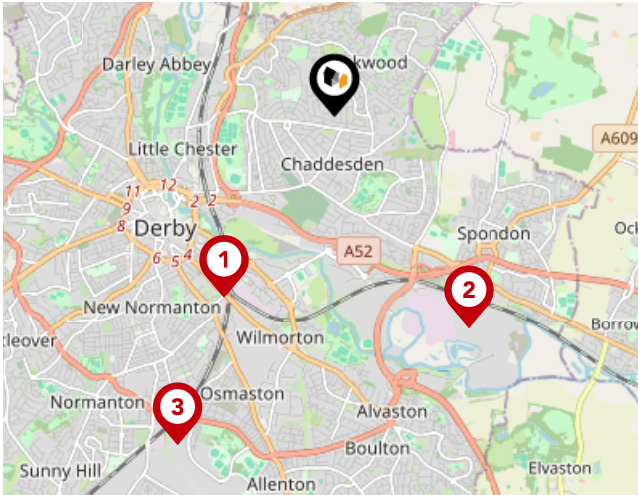 Darley Abbey
kwood
Little Chester
A609
Chaddesden
11
12
9
2
2
8
Derby
Spondon
Ock
A52
6
5
4
1
2
New Normanton
Borrow
tleover
Wilmorton
3
Osmaston
Normanton
Alvaston
Boulton
Sunny Hill
Elvaston
Allenton